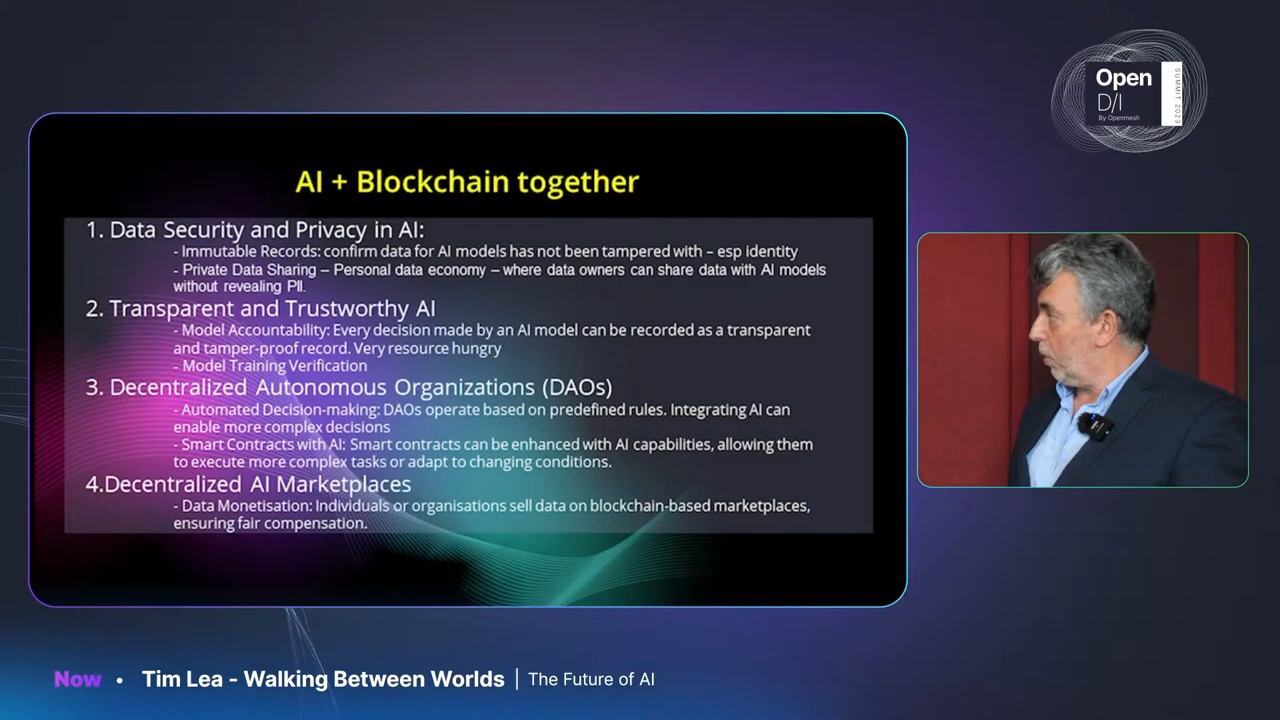 Open
D/I
By Openmesh
SUMMIT 2023
AI + Blockchain together
1. Data Security and Privacy in AI:
- Immutable Records: confirm data for AI models has not been tampered with – esp identity
- Private Data Sharing – Personal data economy – where data owners can share data with AI models
without revealing PII.
2. Transparent and Trustworthy AI
- Model Accountability: Every decision made by an AI model can be recorded as a transparent
and tamper-proof record. Very resource hungry
- Model Training Verification
3. Decentralized Autonomous Organizations (DAOs)
- Automated Decision-making: DAOs operate based on predefined rules. Integrating AI can
enable more complex decisions
- Smart Contracts with AI: Smart contracts can be enhanced with AI capabilities, allowing them
to execute more complex tasks or adapt to changing conditions.
4.Decentralized AI Marketplaces
- Data Monetisation: Individuals or organisations sell data on blockchain-based marketplaces,
ensuring fair compensation.
Now • Tim Lea - Walking Between Worlds | The Future of AI